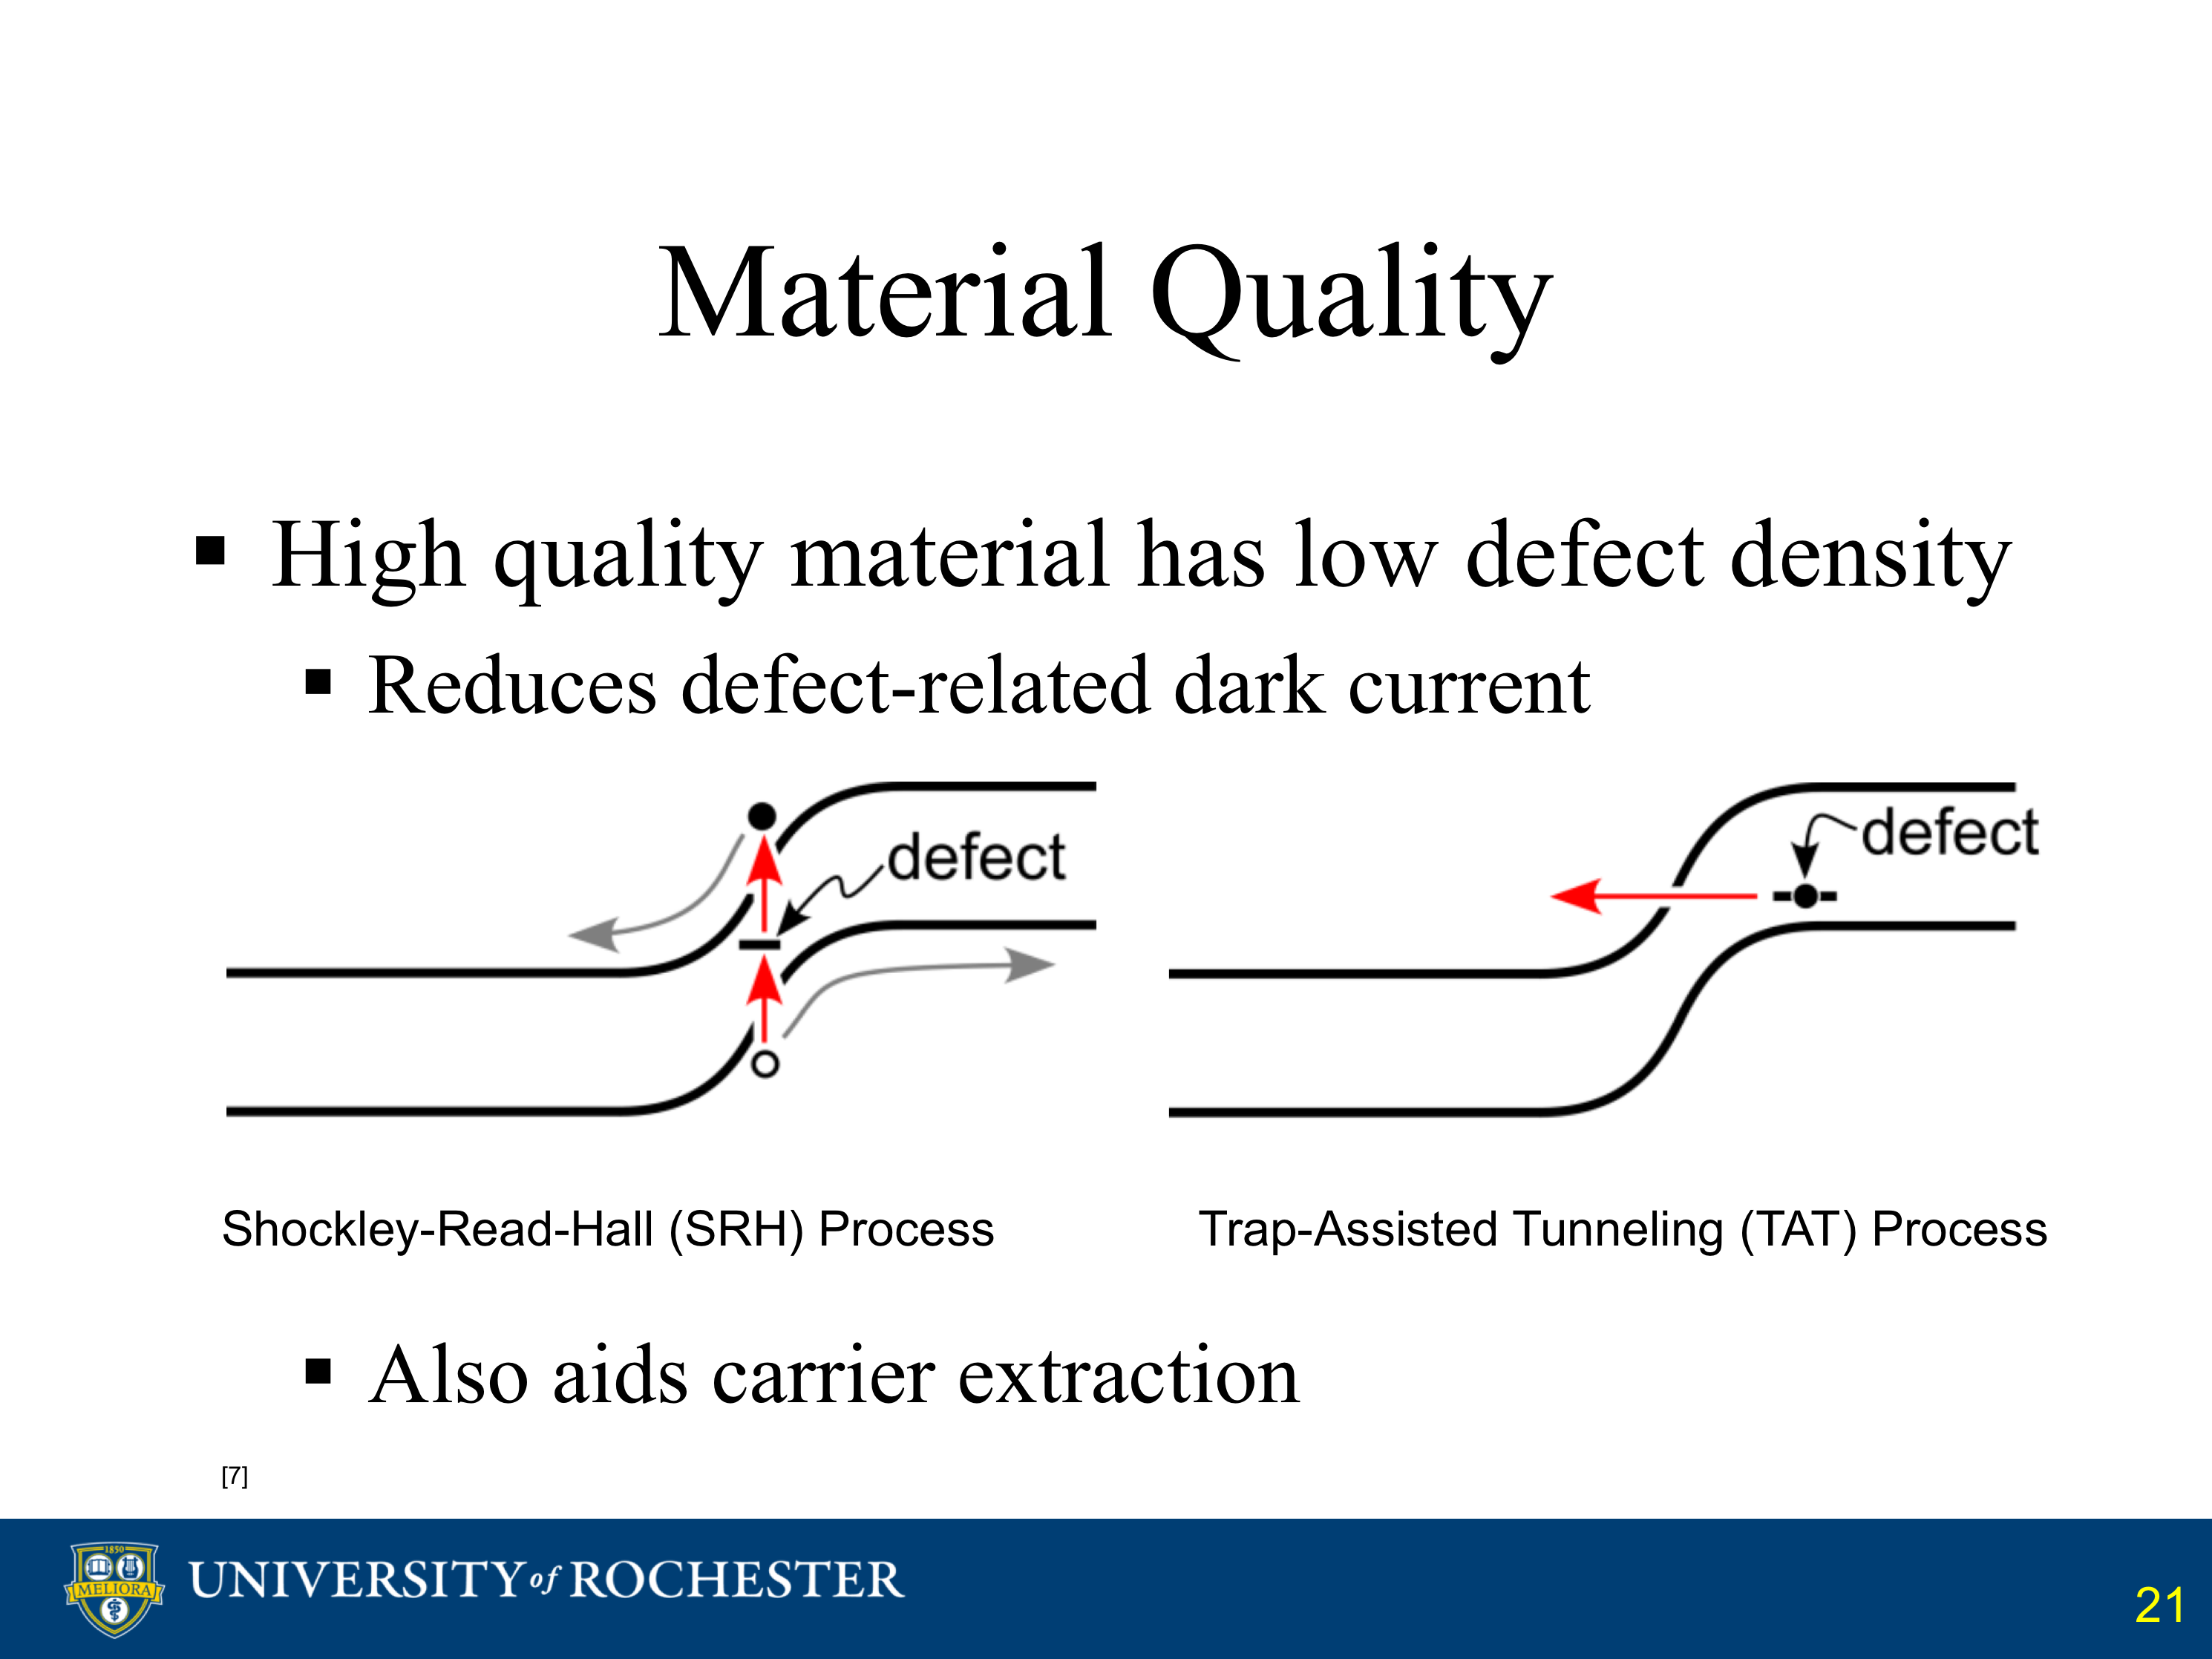 Material Quality
▪ High quality material has low defect density
▪ Reduces defect-related dark current
defect
defect
Shockley-Read-Hall (SRH) Process
Trap-Assisted Tunneling (TAT) Process
▪ Also aids carrier extraction
[7]
1850
MELIORA
UNIVERSITY of ROCHESTER
21